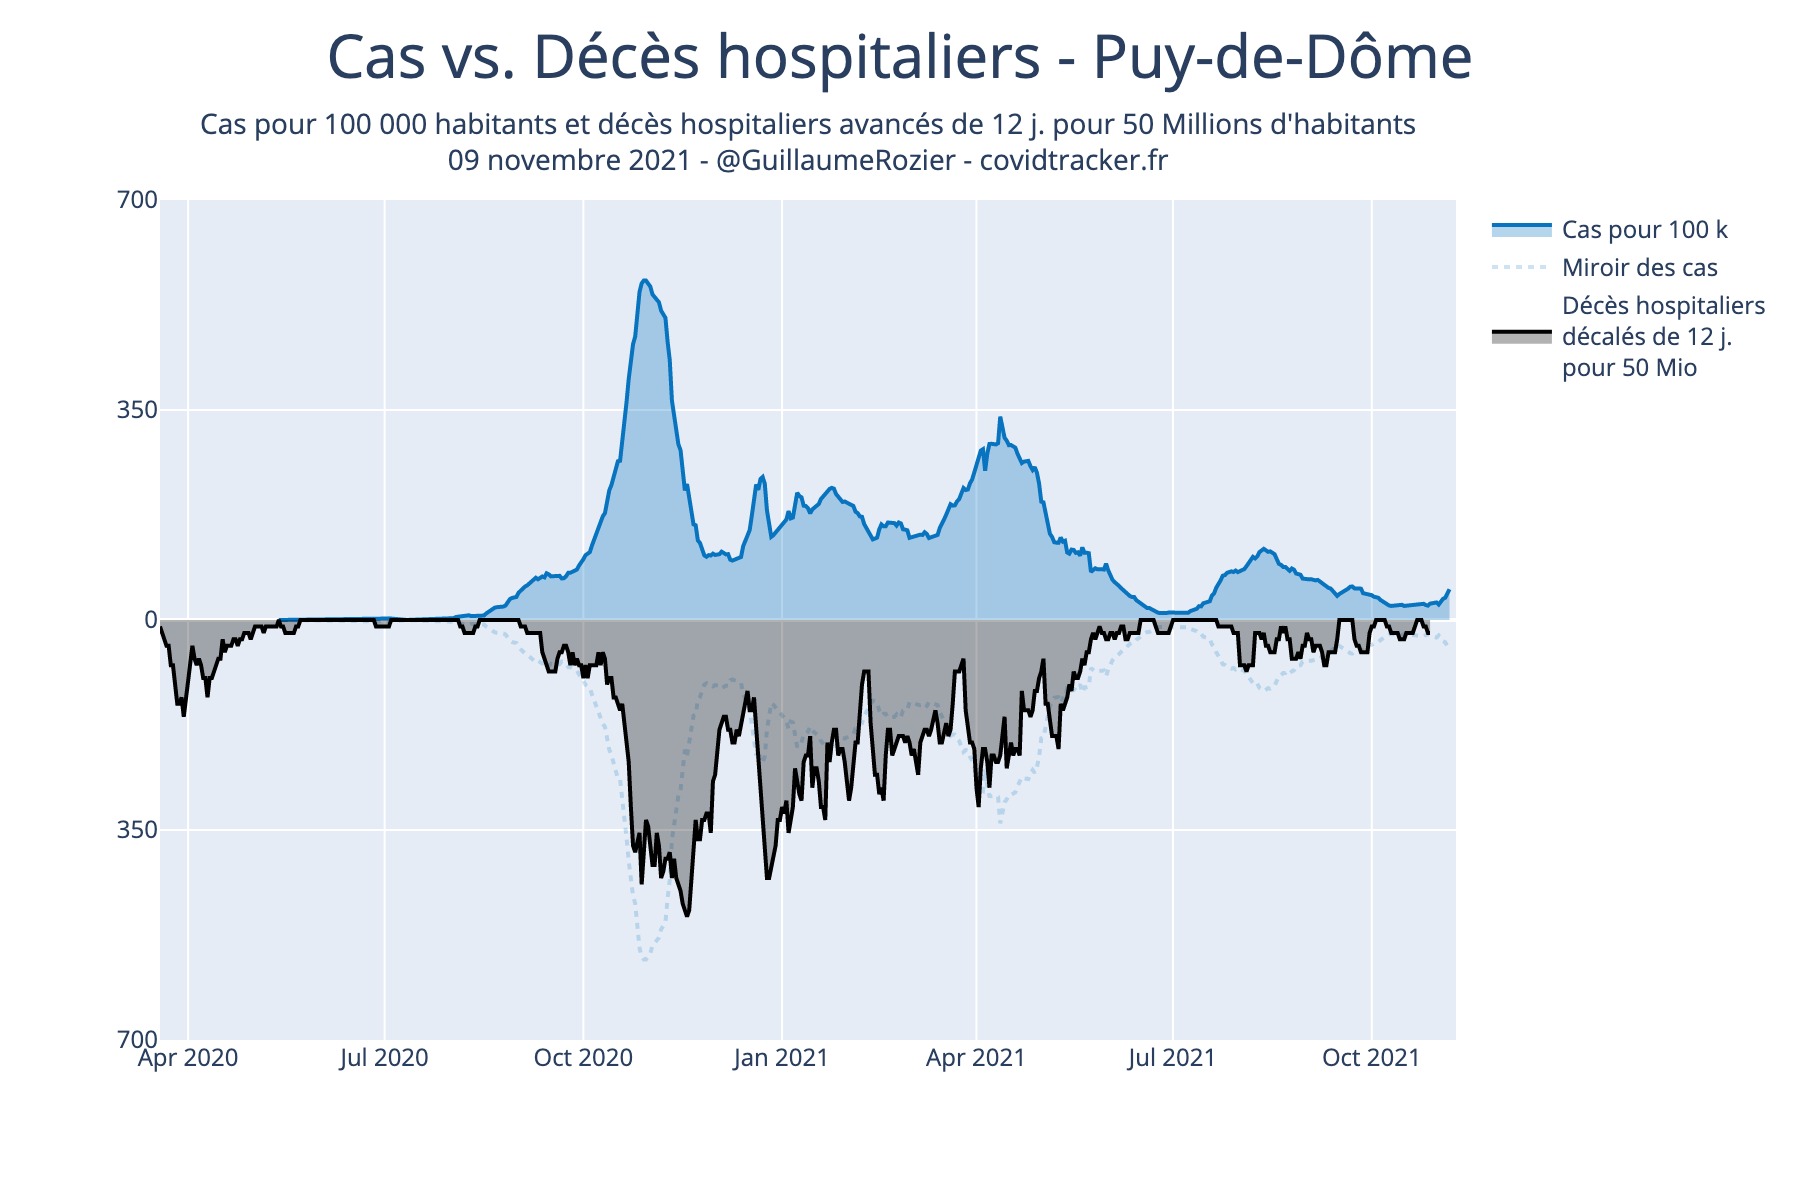 Cas vs. Décès hospitaliers - Puy-de-Dôme
Cas pour 100 000 habitants et décès hospitaliers avancés de 12 j. pour 50 Millions d'habitants
09 novembre 2021 - @GuillaumeRozier - covidtracker.fr
700
350
0
350
700
Apr 2020
Jul 2020
Oct 2020
Jan 2021
Apr 2021
Jul 2021
Oct 2021
Cas pour 100 k
Miroir des cas
Décès hospitaliers
décalés de 12 j.
pour 50 Mio